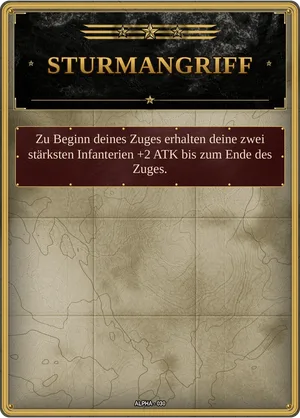 STURMANGRIFF
Zu Beginn deines Zuges erhalten deine zwei
stärksten Infanterien +2 ATK bis zum Ende des
Zuges.
ALPHA - 030